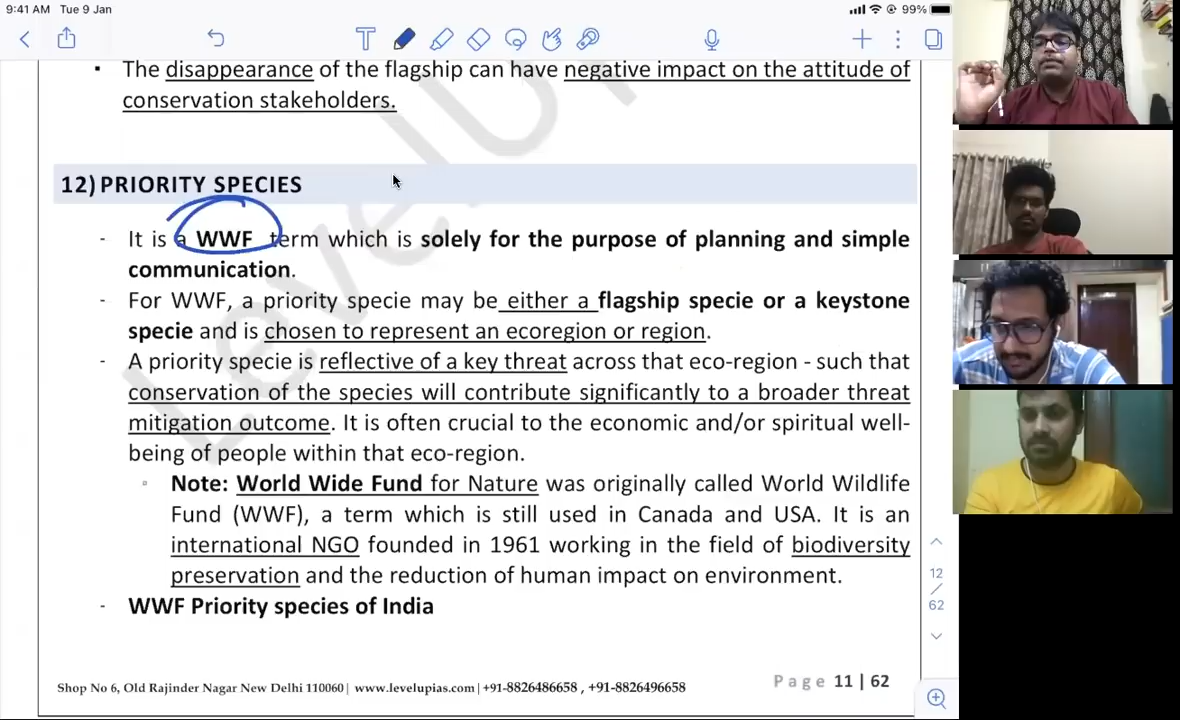 9:41 AM Tue 9 Jan
99%
▪ The disappearance of the flagship can have negative impact on the attitude of
conservation stakeholders.
12) PRIORITY SPECIES
- It is a WWF term which is solely for the purpose of planning and simple
communication.
- For WWF, a priority specie may be either a flagship specie or a keystone
specie and is chosen to represent an ecoregion or region.
- A priority specie is reflective of a key threat across that eco-region - such that
conservation of the species will contribute significantly to a broader threat
mitigation outcome. It is often crucial to the economic and/or spiritual well-
being of people within that eco-region.
▫ Note: World Wide Fund for Nature was originally called World Wildlife
Fund (WWF), a term which is still used in Canada and USA. It is an
international NGO founded in 1961 working in the field of biodiversity
preservation and the reduction of human impact on environment.
- WWF Priority species of India
12
/
62
Shop No 6, Old Rajinder Nagar New Delhi 110060| www.levelupias.com | +91-8826486658 , +91-8826496658
Page 11 | 62
LevelU